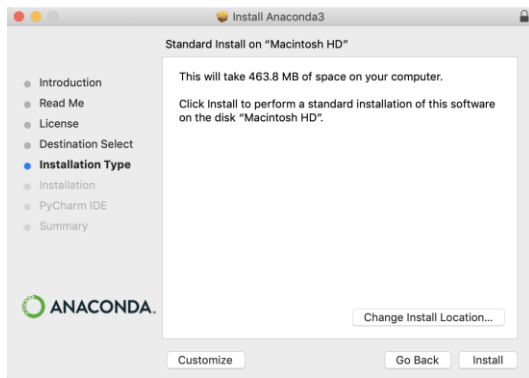 Install Anaconda3
Standard Install on “Macintosh HD”
Introduction
Read Me
License
Destination Select
Installation Type
Installation
PyCharm IDE
Summary
This will take 463.8 MB of space on your computer.
Click Install to perform a standard installation of this software
on the disk “Macintosh HD”.
ANACONDA.
Change Install Location...
Customize
Go Back
Install